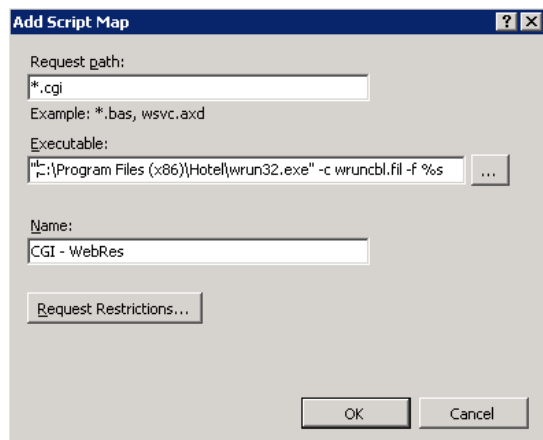 Add Script Map
Request path:
*.cgi
Example: *.bas, wsvc.axd
Executable:
"C:\Program Files (x86)\Hotel\wrun32.exe" -c wruncbl.fil -f %s
...
Name:
CGI - WebRes
Request Restrictions...
OK Cancel